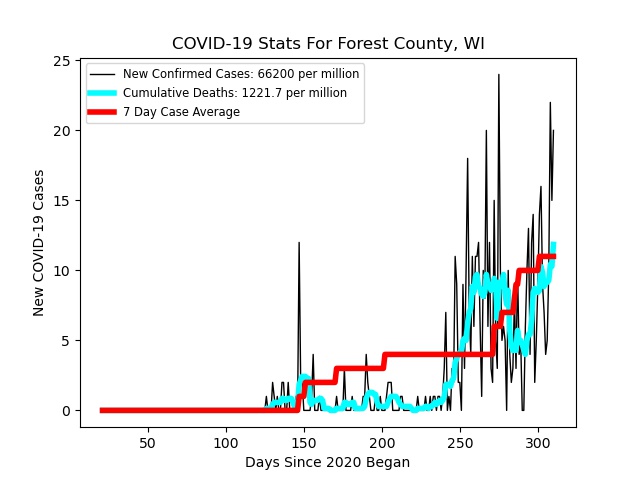 COVID-19 Stats For Forest County, WI
New Confirmed Cases: 66200 per million
Cumulative Deaths: 1221.7 per million
7 Day Case Average
New COVID-19 Cases
25
20
15
10
5
0
50 100 150 200 250 300
Days Since 2020 Began